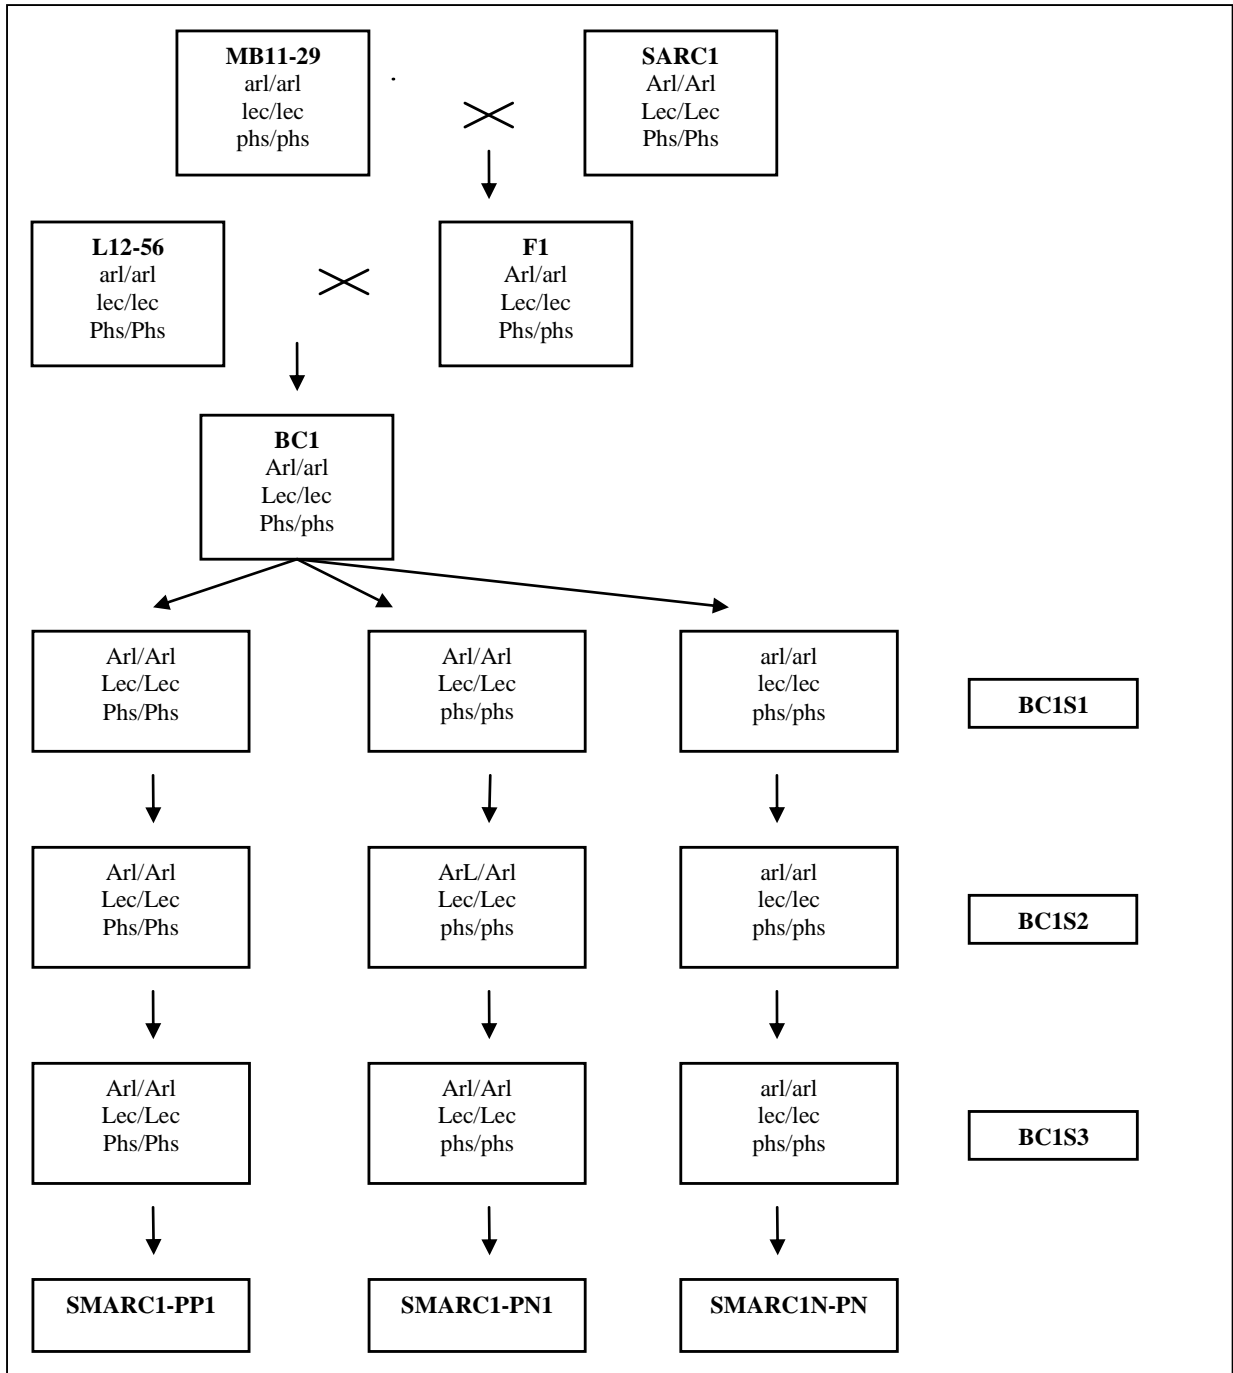 MB11-29
arl/arl
lec/lec
phs/phs
.
SARC1
Arl/Arl
Lec/Lec
Phs/Phs
L12-56
arl/arl
lec/lec
Phs/Phs
F1
Arl/arl
Lec/lec
Phs/phs
BC1
Arl/arl
Lec/lec
Phs/phs
Arl/Arl
Lec/Lec
Phs/Phs
Arl/Arl
Lec/Lec
phs/phs
arl/arl
lec/lec
phs/phs
BC1S1
Arl/Arl
Lec/Lec
Phs/Phs
ArL/Arl
Lec/Lec
phs/phs
arl/arl
lec/lec
phs/phs
BC1S2
Arl/Arl
Lec/Lec
Phs/Phs
Arl/Arl
Lec/Lec
phs/phs
arl/arl
lec/lec
phs/phs
BC1S3
SMARC1-PP1
SMARC1-PN1
SMARC1N-PN